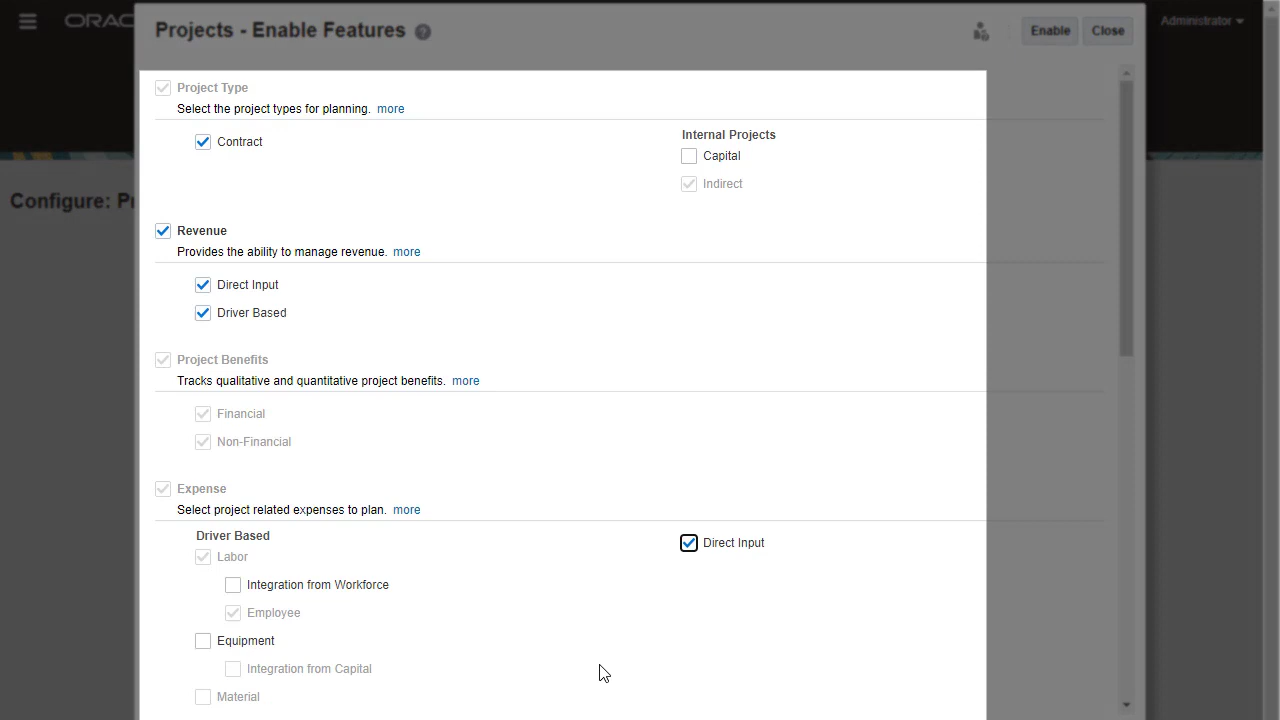 ORAC
Projects - Enable Features
Enable
Close
Administrator
Configure: P
Project Type
Select the project types for planning. more
Contract
Internal Projects
Capital
Indirect
Revenue
Provides the ability to manage revenue. more
Direct Input
Driver Based
Project Benefits
Tracks qualitative and quantitative project benefits. more
Financial
Non-Financial
Expense
Select project related expenses to plan. more
Driver Based
Direct Input
Labor
Integration from Workforce
Employee
Equipment
Integration from Capital
Material